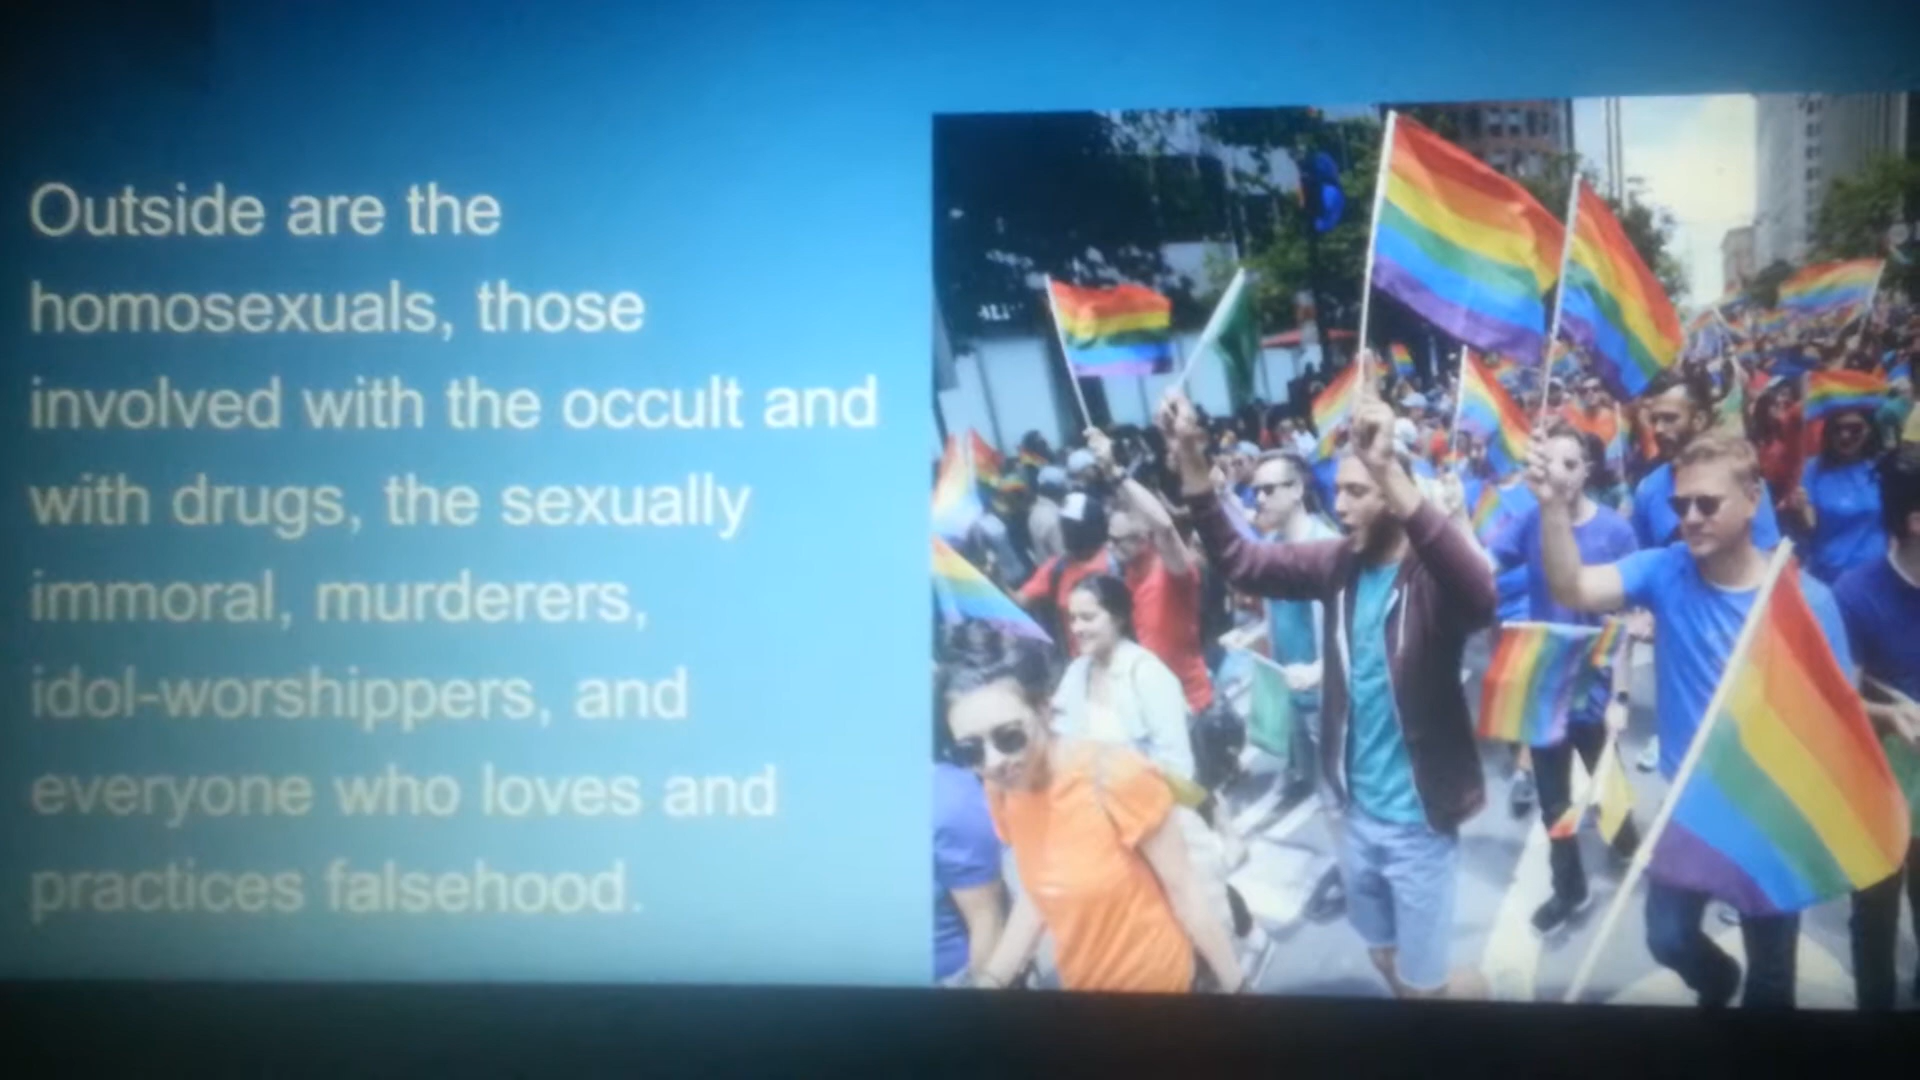 Outside are the
homosexuals, those
involved with the occult and
with drugs, the sexually
immoral, murderers,
idol-worshippers, and
everyone who loves and
practices falsehood.